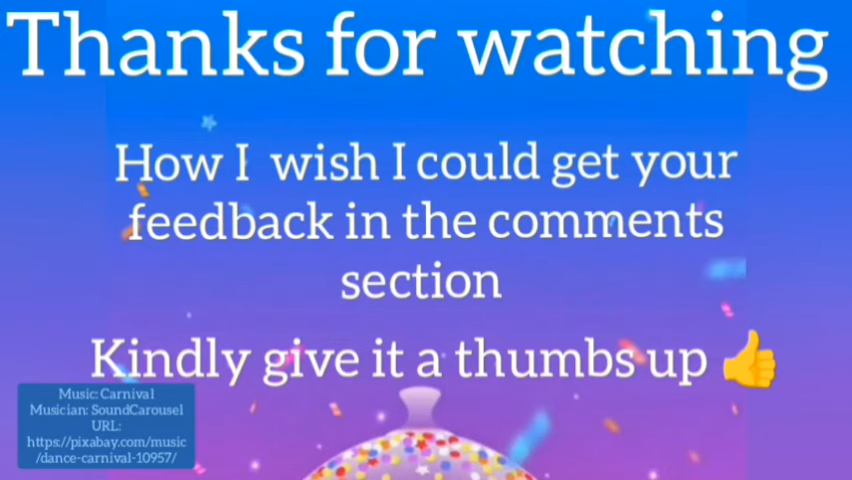 Thanks for watching
How I wish I could get your
feedback in the comments
section
Kindly give it a thumbs up 👍
Music: Carnival
Musician: SoundCarousel
URL:
https://pixabay.com/music
/dance-carnival-10957/